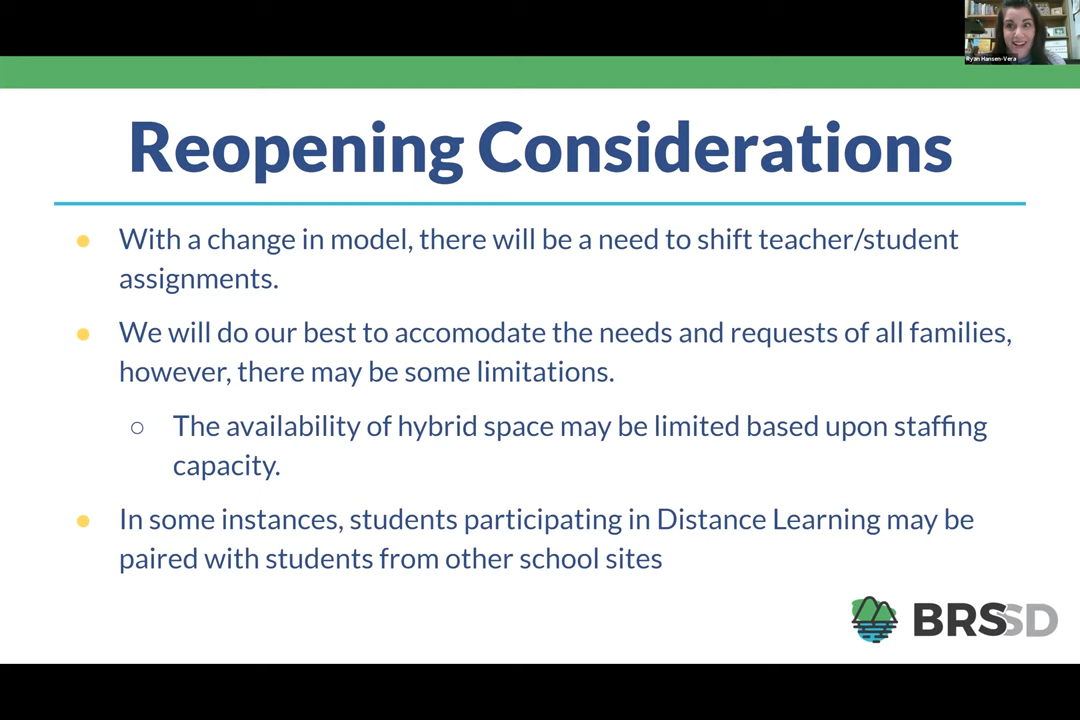 Ryan Hansen-Vera
Reopening Considerations
● With a change in model, there will be a need to shift teacher/student
assignments.
● We will do our best to accomodate the needs and requests of all families,
however, there may be some limitations.
○ The availability of hybrid space may be limited based upon staffing
capacity.
● In some instances, students participating in Distance Learning may be
paired with students from other school sites
BRSSD